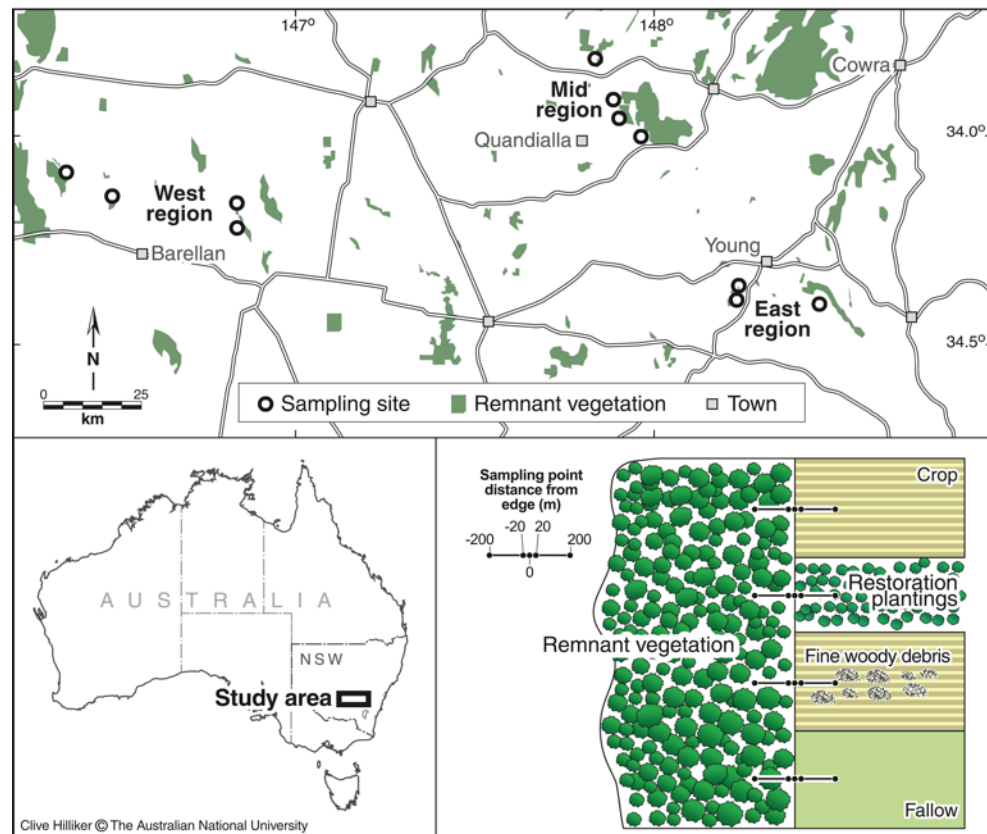 147°
148°
Cowra
Mid
region
Quandialla
34.0°
West
region
Barellan
Young
East
region
34.5°
N
0 25
km
Sampling site
Remnant vegetation
Town
AUSTRALIA
NSW
Study area
Clive Hilliker © The Australian National University
Sampling point
distance from
edge (m)
-20 20
-200 200
0
Crop
Restoration
plantings
Remnant vegetation
Fine woody debris
Fallow